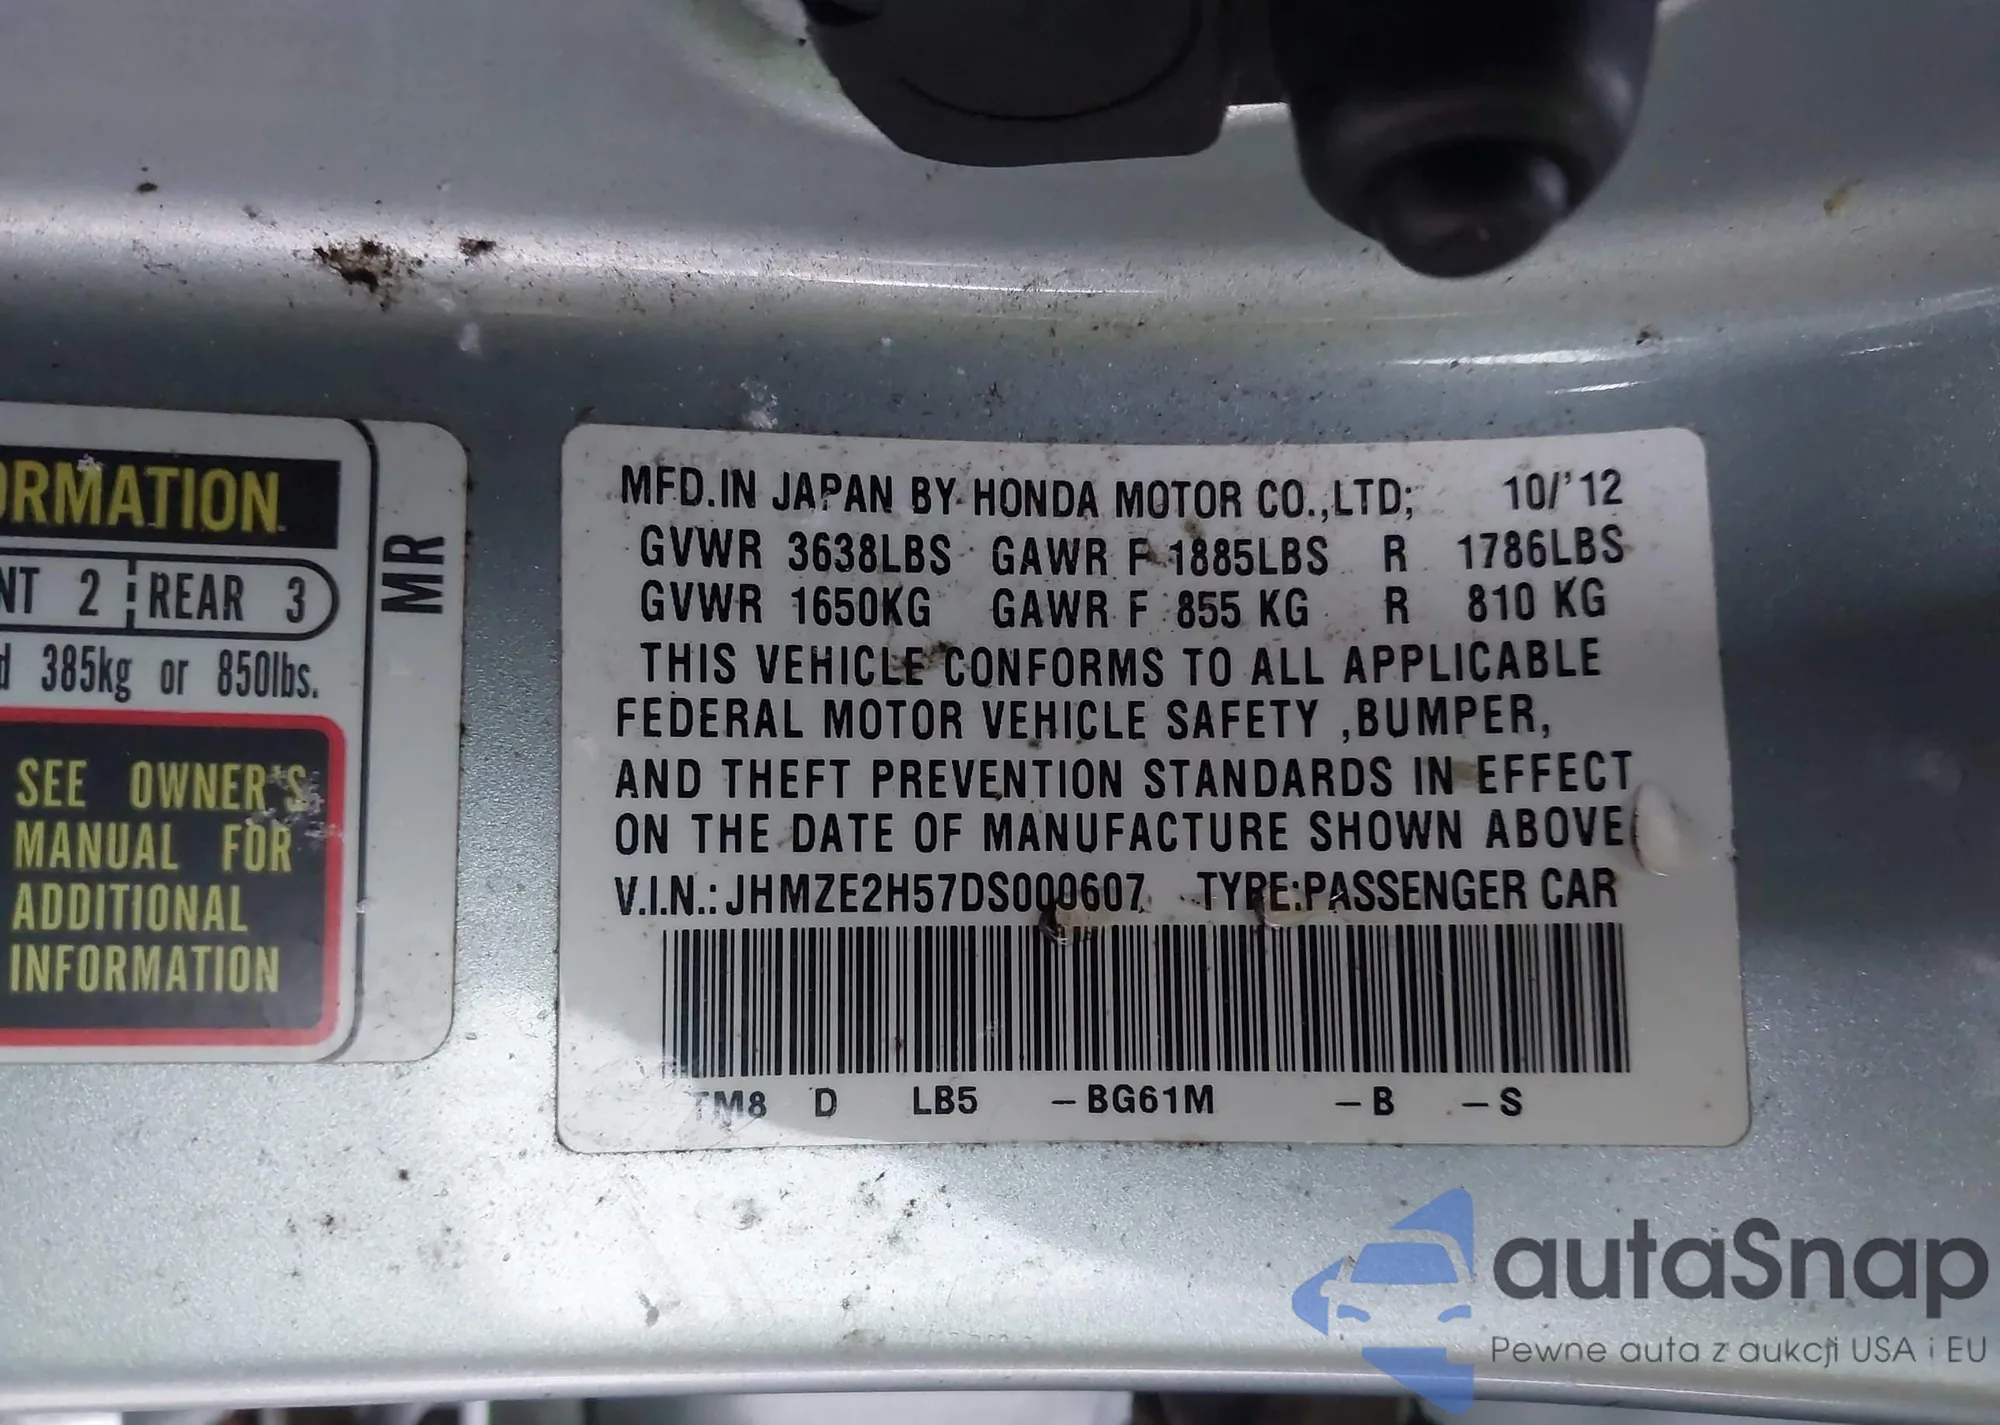 ORMATION
NT 2 REAR 3
d 385kg or 850lbs.
SEE OWNER'S
MANUAL FOR
ADDITIONAL
INFORMATION
MR
MFD.IN JAPAN BY HONDA MOTOR CO.,LTD; 10/'12
GVWR 3638LBS GAWR F 1885LBS R 1786LBS
GVWR 1650KG GAWR F 855 KG R 810 KG
THIS VEHICLE CONFORMS TO ALL APPLICABLE
FEDERAL MOTOR VEHICLE SAFETY ,BUMPER,
AND THEFT PREVENTION STANDARDS IN EFFECT
ON THE DATE OF MANUFACTURE SHOWN ABOVE
V.I.N.: JHMZE2H57DS000607 TYPE:PASSENGER CAR
TM8 D LB5 -BG61M -B -S
autaSnap
Pewne auta z aukcji USA i EU